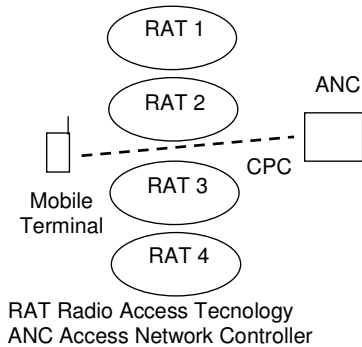 RAT 1
RAT 2
ANC
CPC
Mobile
Terminal
RAT 3
RAT 4
RAT Radio Access Tecnology
ANC Access Network Controller